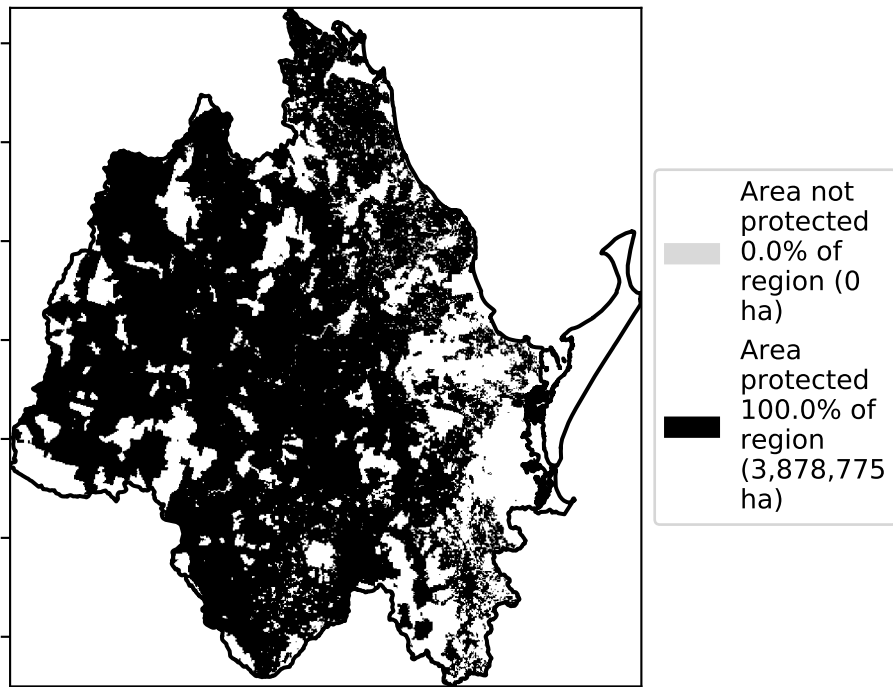 Area not
protected
0.0% of
region (0
ha)
Area
protected
100.0% of
region
(3,878,775
ha)